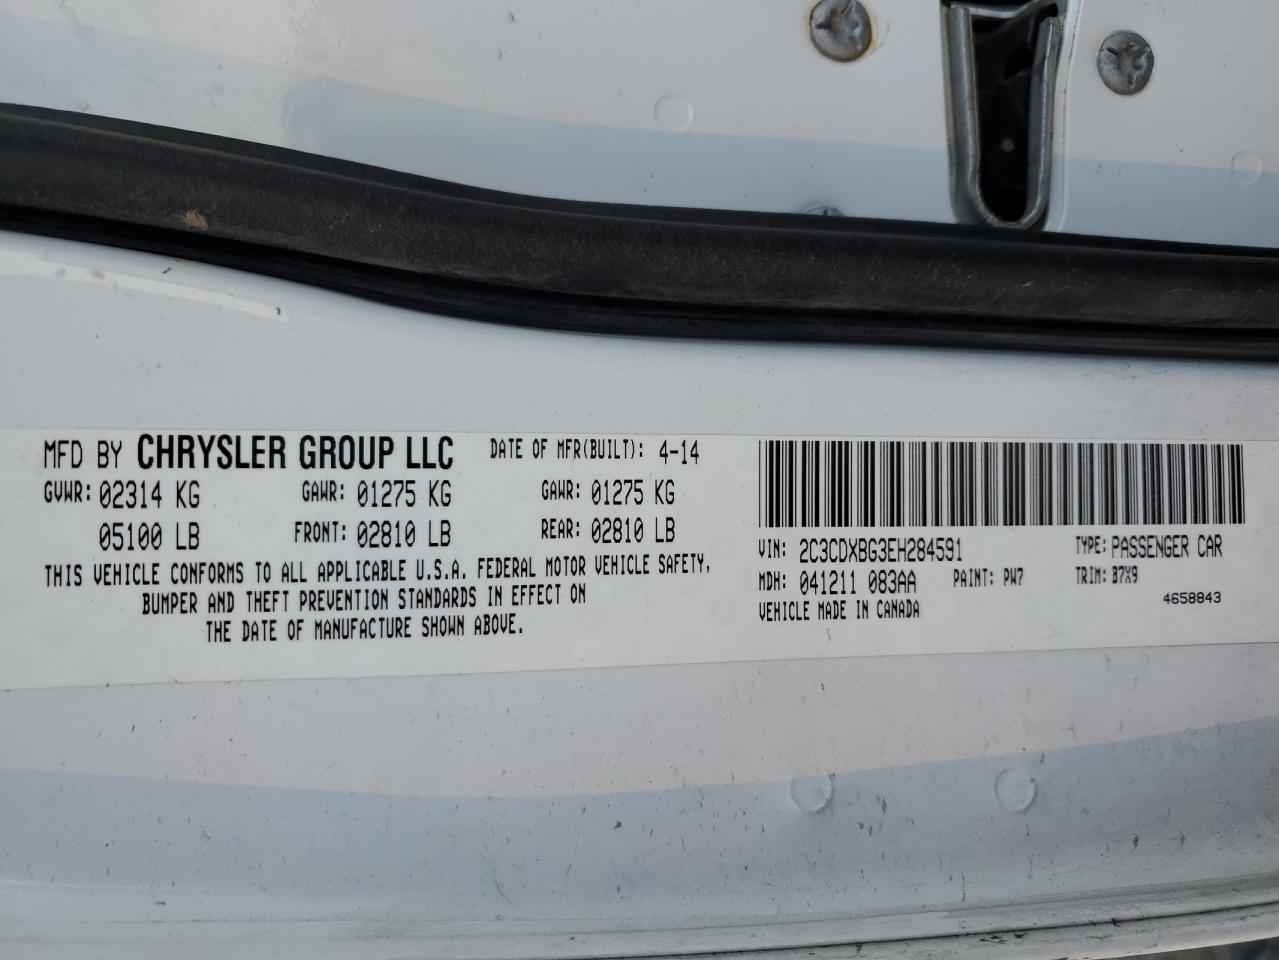 MFD BY CHRYSLER GROUP LLC DATE OF MFR(BUILT): 4-14
GVWR: 02314 KG GAWR: 01275 KG GAWR: 01275 KG
05100 LB FRONT: 02810 LB REAR: 02810 LB
THIS VEHICLE CONFORMS TO ALL APPLICABLE U.S.A. FEDERAL MOTOR VEHICLE SAFETY,
BUMPER AND THEFT PREVENTION STANDARDS IN EFFECT ON
THE DATE OF MANUFACTURE SHOWN ABOVE.
VIN: 2C3CDXBG3EH284591 TYPE: PASSENGER CAR
MDH: 041211 083AA PAINT: PW7 TRIM: B7X9
VEHICLE MADE IN CANADA 4658843